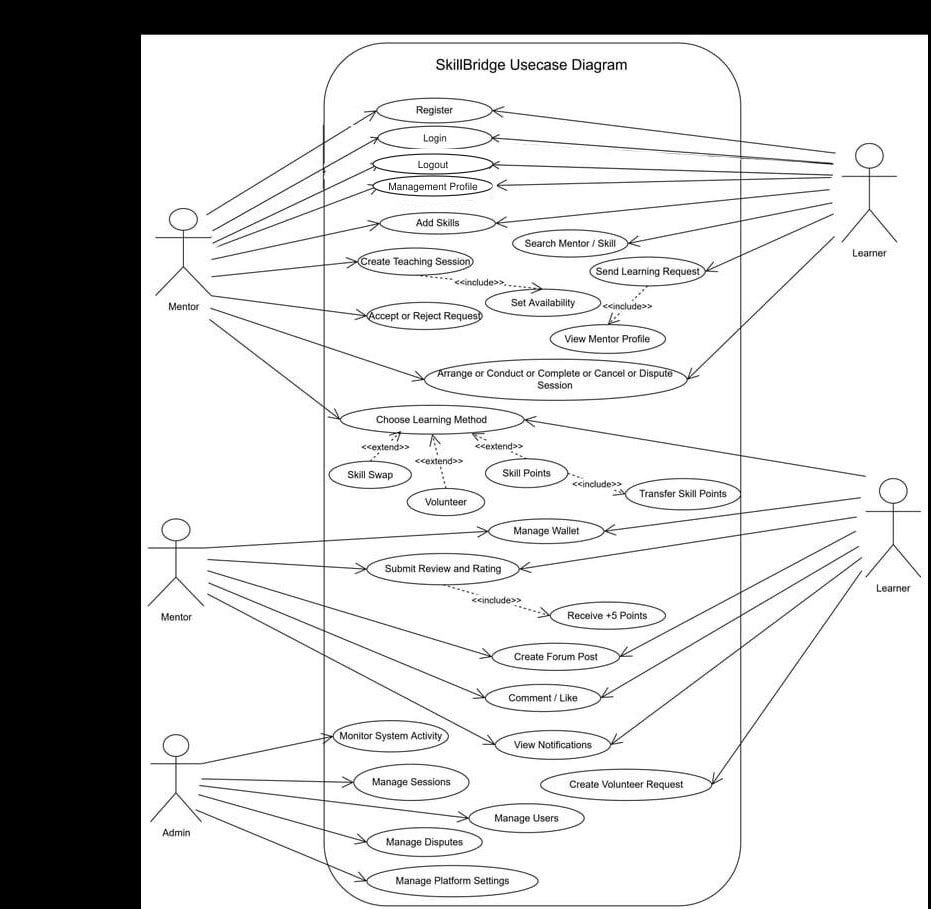 SkillBridge Usecase Diagram
Register
Login
Logout
Management Profile
Add Skills
Search Mentor / Skill
Learner
Create Teaching Session
Send Learning Request
<<include>>
Set Availability
<<include>>
Mentor
Accept or Reject Request
View Mentor Profile
Arrange or Conduct or Complete or Cancel or Dispute
Session
Choose Learning Method
<<extend>>
<<extend>>
<<extend>>
Skill Swap
Skill Points
<<include>>
Transfer Skill Points
Volunteer
Manage Wallet
Submit Review and Rating
Learner
<<include>>
Receive +5 Points
Mentor
Create Forum Post
Comment / Like
Monitor System Activity
View Notifications
Manage Sessions
Create Volunteer Request
Manage Users
Admin
Manage Disputes
Manage Platform Settings